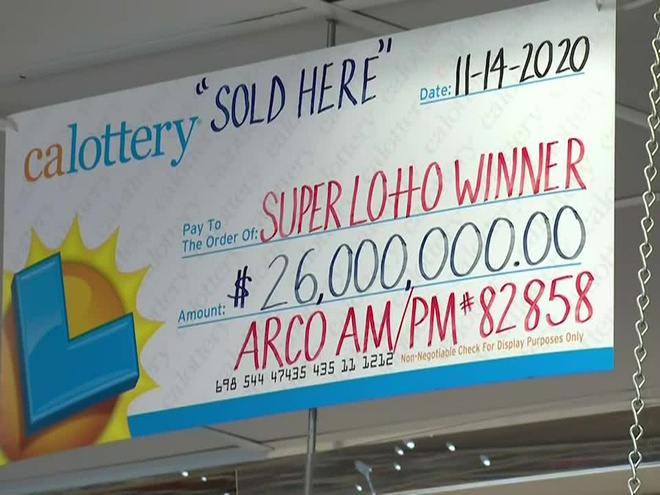 "SOLD HERE"
Date: 11-14-2020
calottery
Pay To
The Order Of: SUPER LOTTO WINNER
Amount: $ 26,000,000.00
ARCO AM/PM #82858
698 544 47435 435 11 1212 Non-Negotiable Check For Display Purposes Only